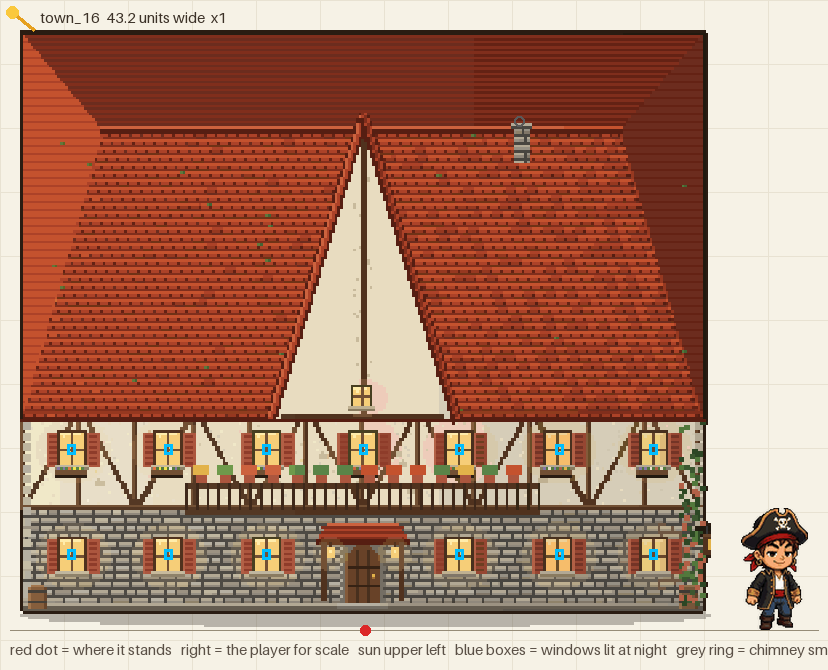 town_16 43.2 units wide x1
red dot = where it stands right = the player for scale sun upper left blue boxes = windows lit at night grey ring = chimney sm